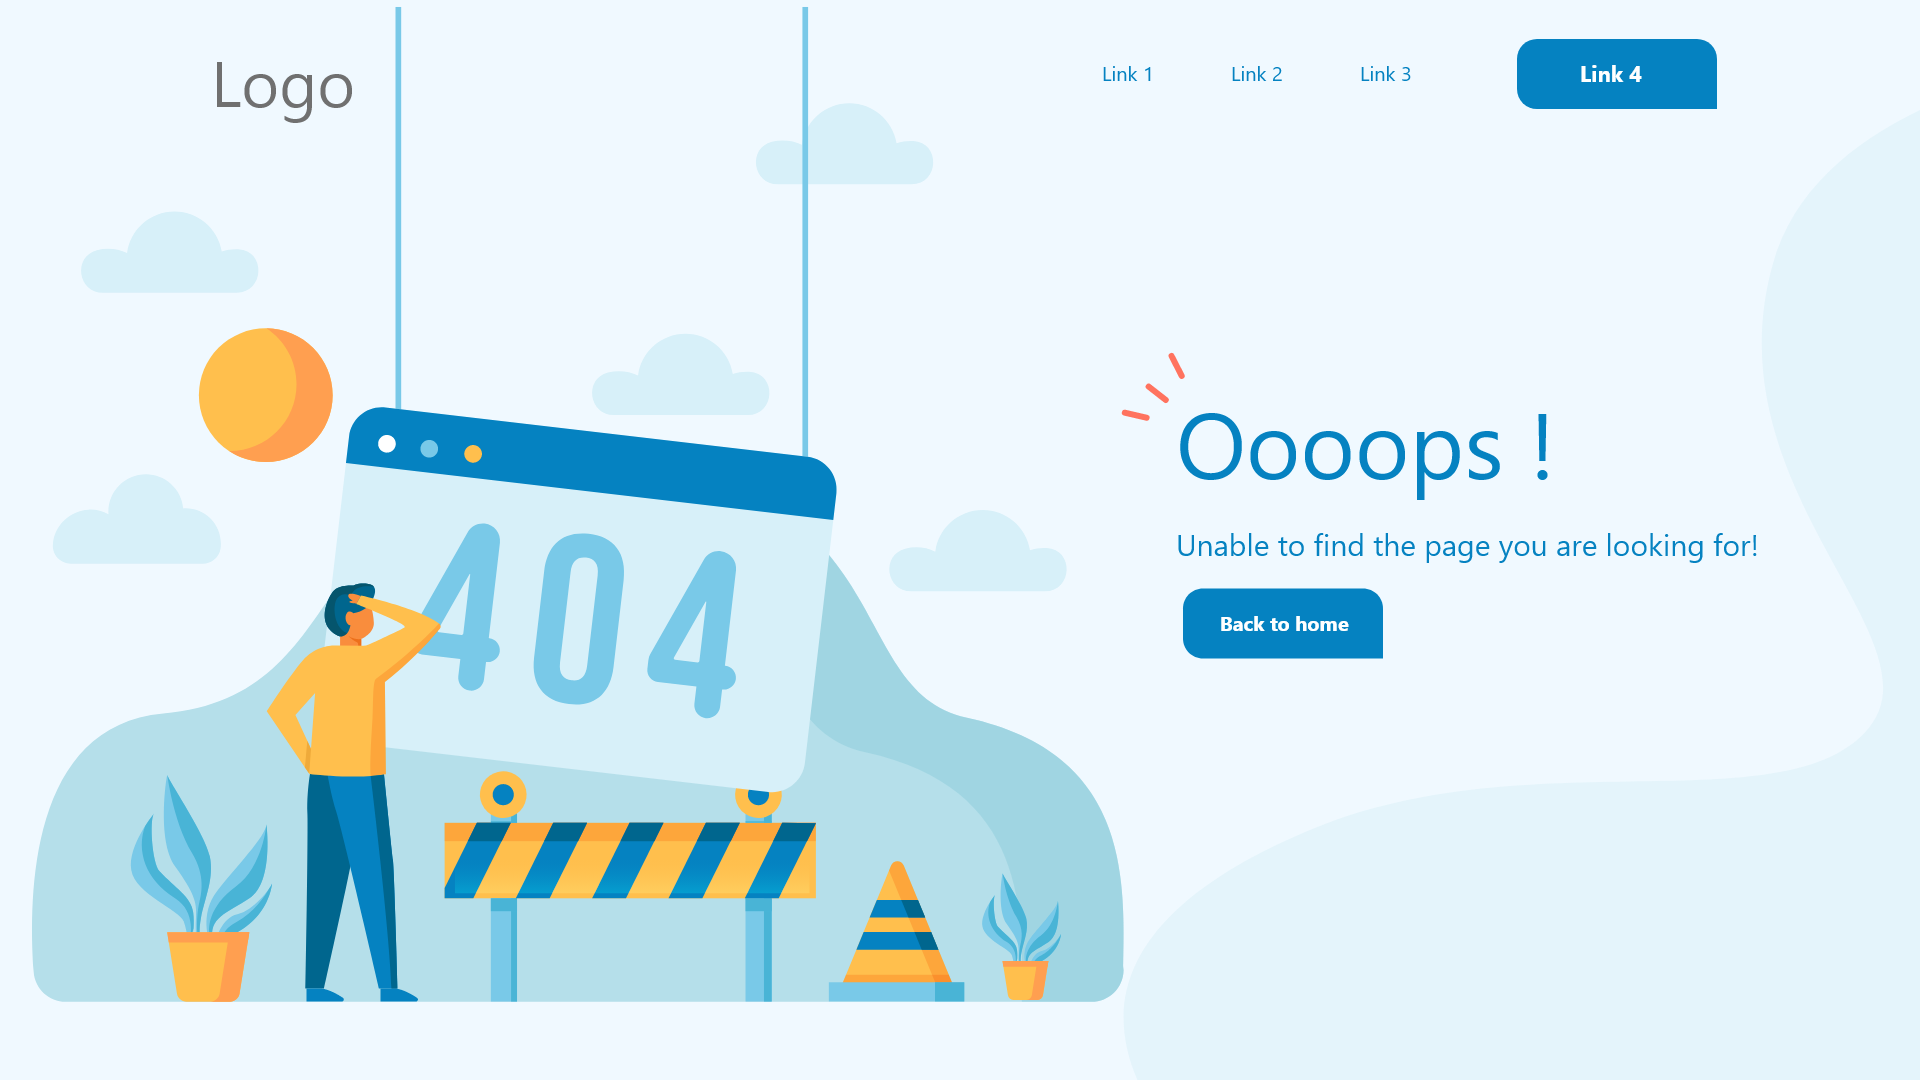 Logo
Link 1
Link 2
Link 3
Link 4
404
Oooops !
Unable to find the page you are looking for!
Back to home